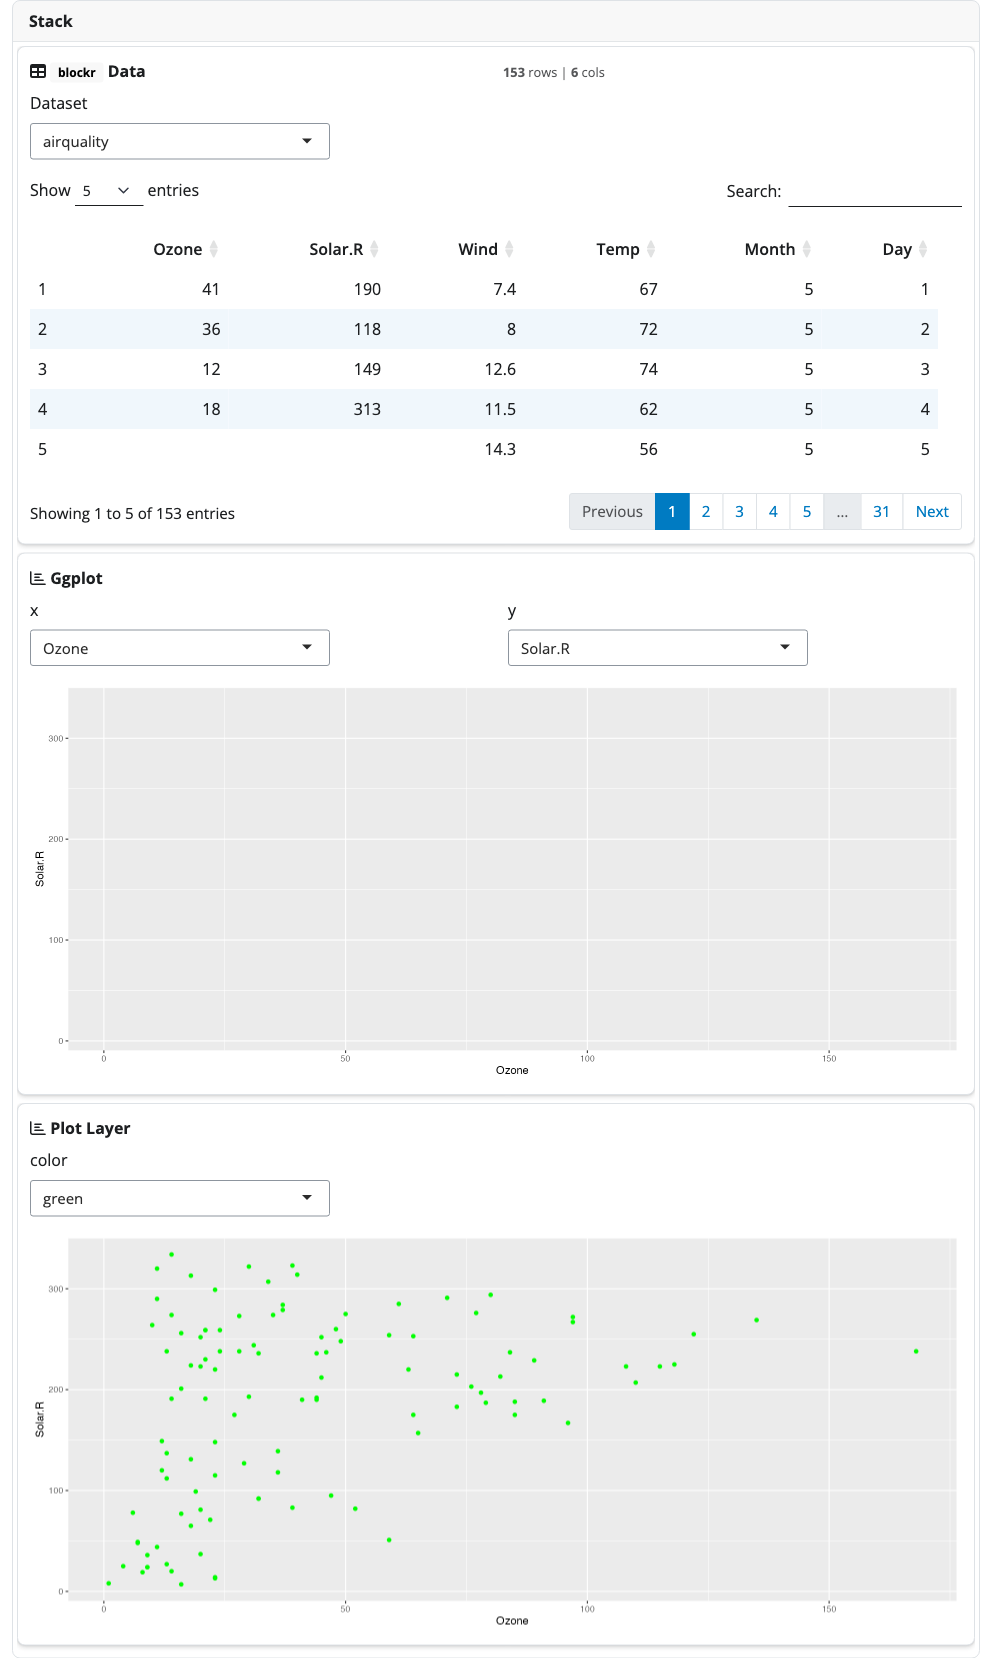 Stack
blockr Data 153 rows | 6 cols
Dataset
airquality
Show 5 entries Search:
Ozone Solar.R Wind Temp Month Day
1 41 190 7.4 67 5 1
2 36 118 8 72 5 2
3 12 149 12.6 74 5 3
4 18 313 11.5 62 5 4
5 14.3 56 5 5
Showing 1 to 5 of 153 entries Previous 1 2 3 4 5 ... 31 Next
Ggplot
x y
Ozone Solar.R
300
200
Solar.R
100
0
0 50 100 150
Ozone
Plot Layer
color
green
300
200
Solar.R
100
0
0 50 100 150
Ozone